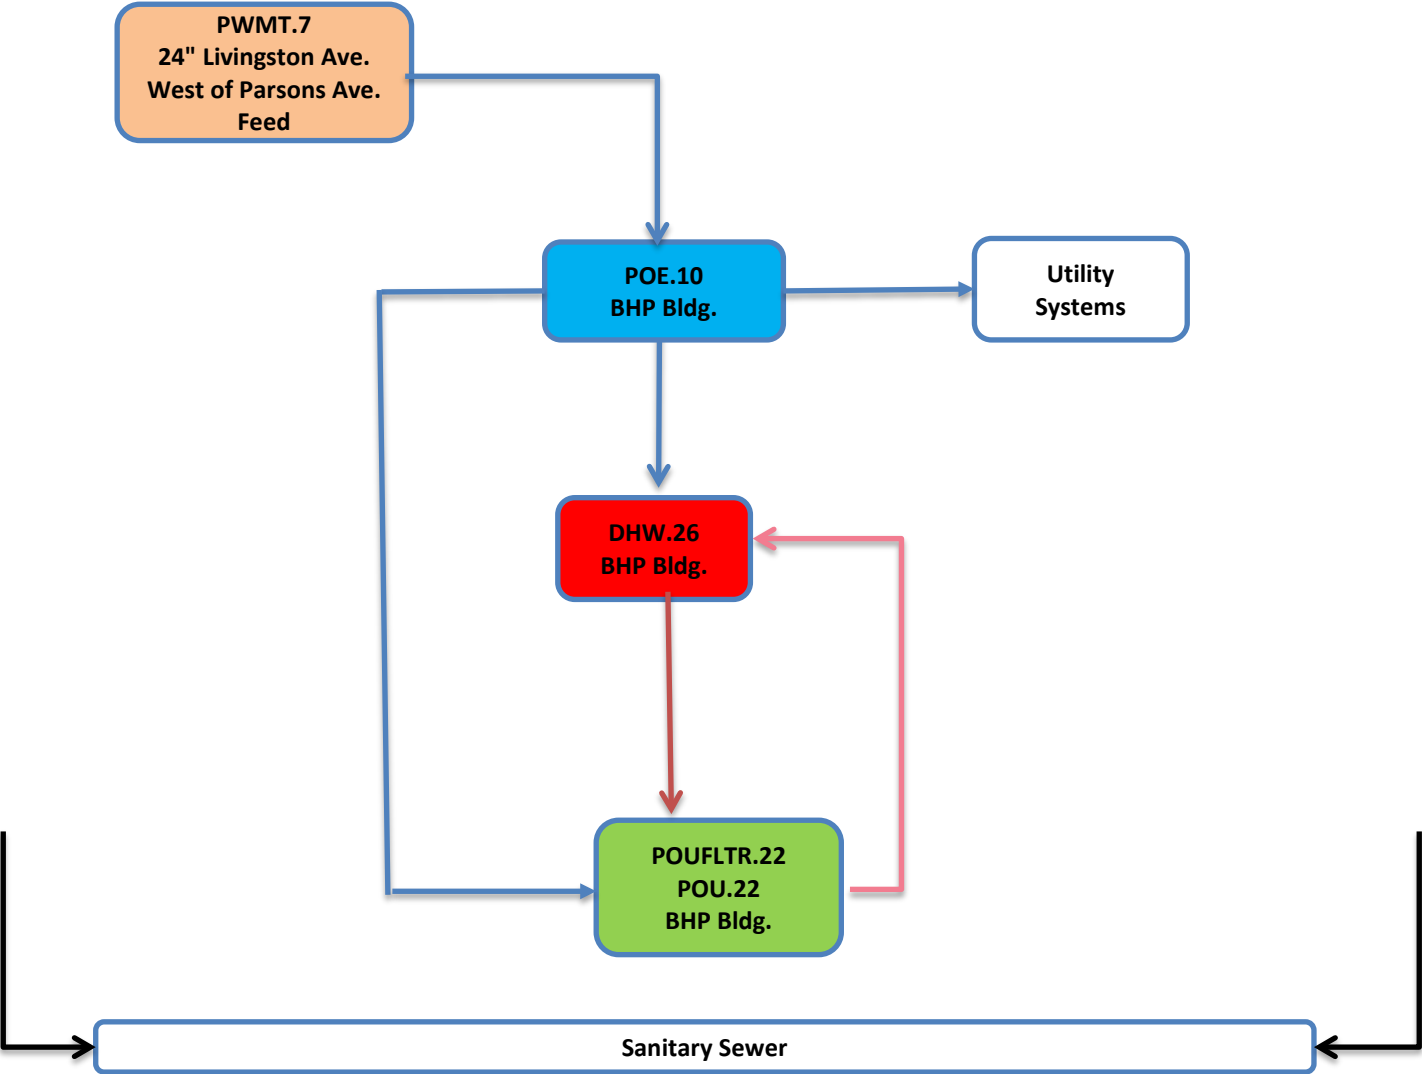 PWMT.7
24" Livingston Ave.
West of Parsons Ave.
Feed
POE.10
BHP Bldg.
Utility
Systems
DHW.26
BHP Bldg.
POUFLTR.22
POU.22
BHP Bldg.
Sanitary Sewer